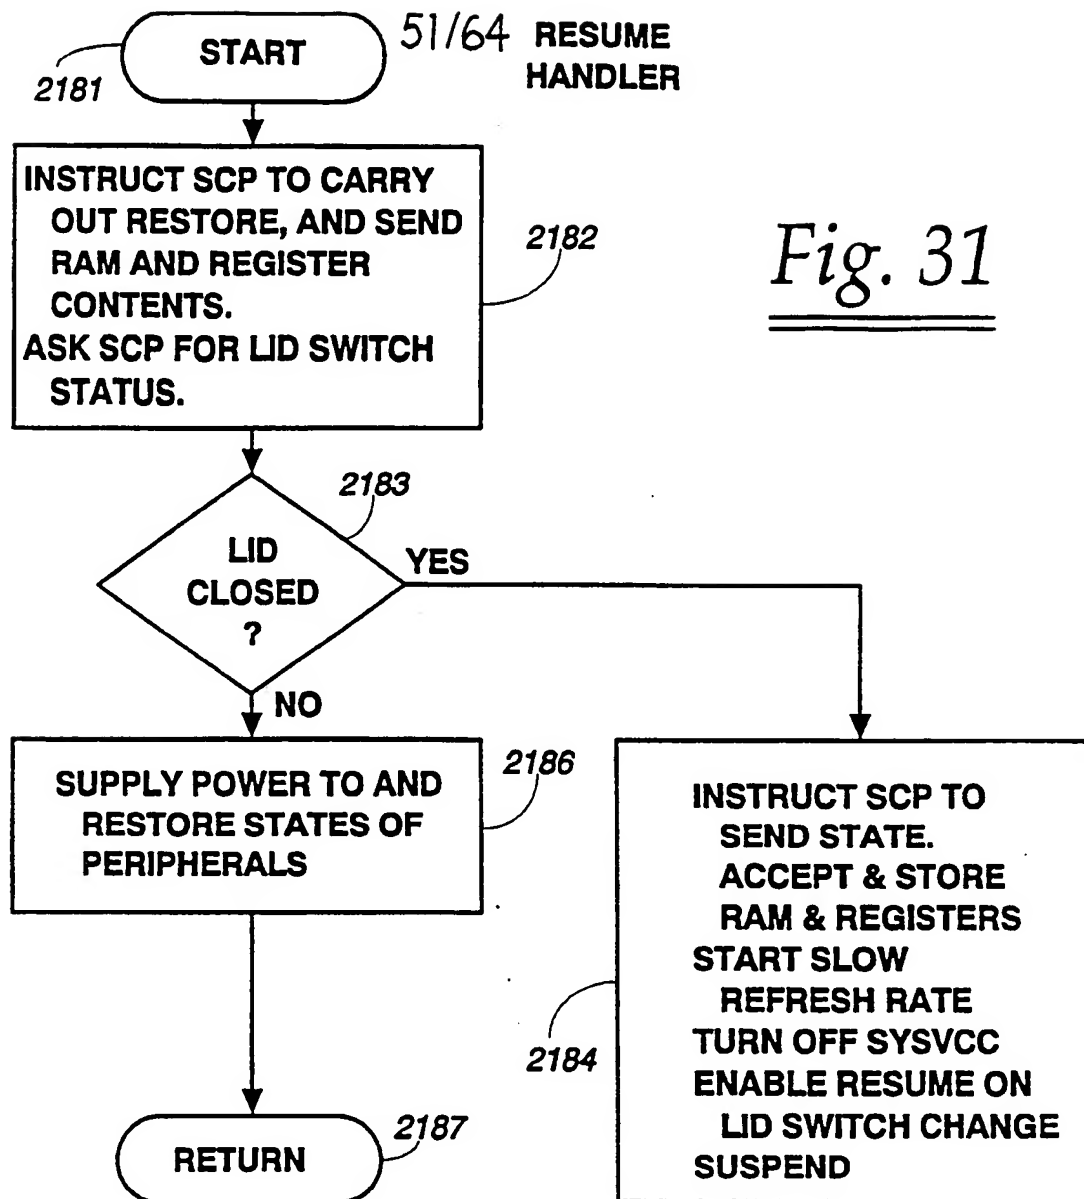 START
51/64 RESUME
HANDLER
2181
INSTRUCT SCP TO CARRY
OUT RESTORE, AND SEND
RAM AND REGISTER
CONTENTS.
ASK SCP FOR LID SWITCH
STATUS.
2182
Fig. 31
2183
LID
CLOSED
?
YES
NO
SUPPLY POWER TO AND
RESTORE STATES OF
PERIPHERALS
2186
INSTRUCT SCP TO
SEND STATE.
ACCEPT & STORE
RAM & REGISTERS
START SLOW
REFRESH RATE
TURN OFF SYSVCC
ENABLE RESUME ON
LID SWITCH CHANGE
SUSPEND
2184
RETURN
2187